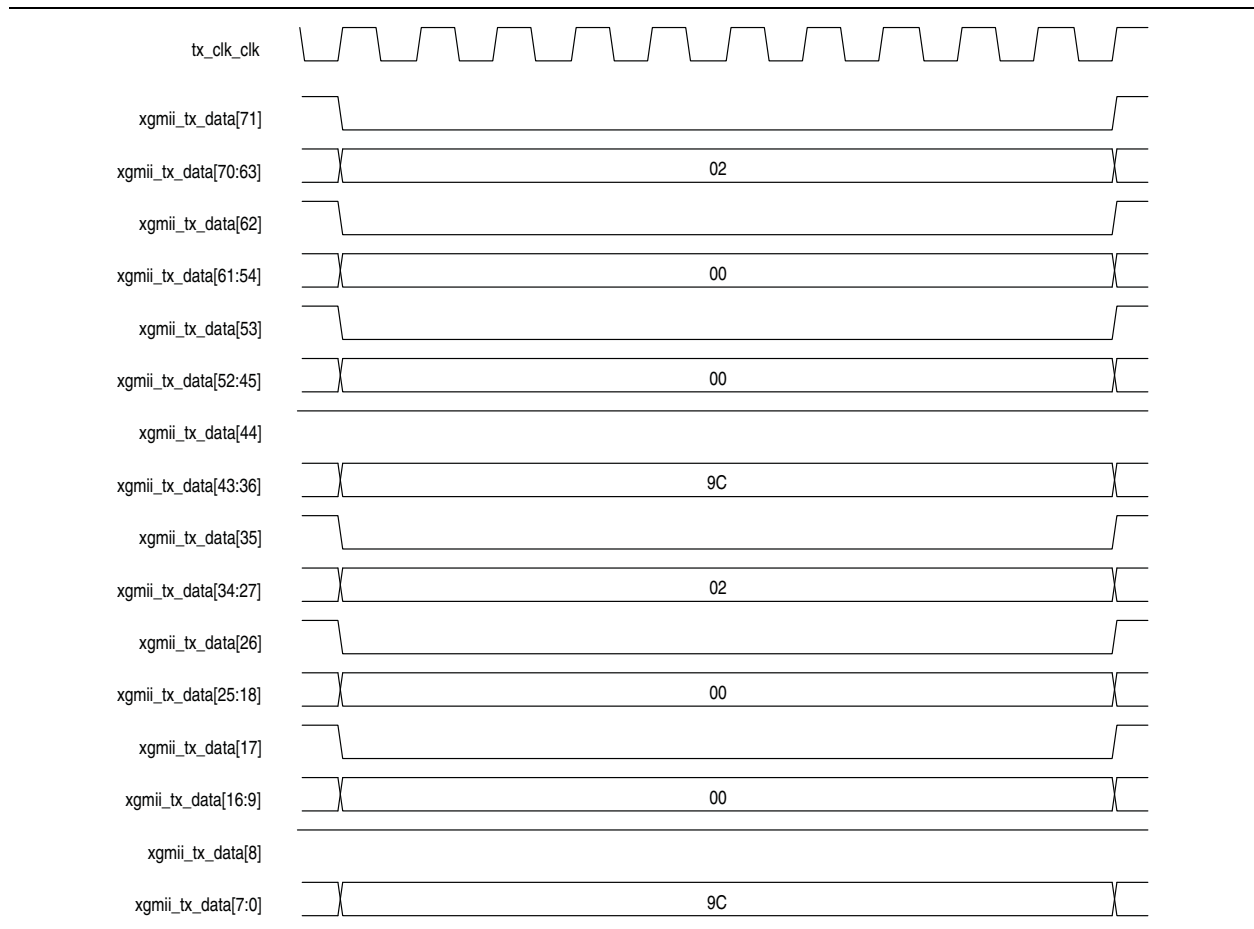 tx_clk_clk
xgmii_tx_data[71]
xgmii_tx_data[70:63] 02
xgmii_tx_data[62]
xgmii_tx_data[61:54] 00
xgmii_tx_data[53]
xgmii_tx_data[52:45] 00
xgmii_tx_data[44]
xgmii_tx_data[43:36] 9C
xgmii_tx_data[35]
xgmii_tx_data[34:27] 02
xgmii_tx_data[26]
xgmii_tx_data[25:18] 00
xgmii_tx_data[17]
xgmii_tx_data[16:9] 00
xgmii_tx_data[8]
xgmii_tx_data[7:0] 9C